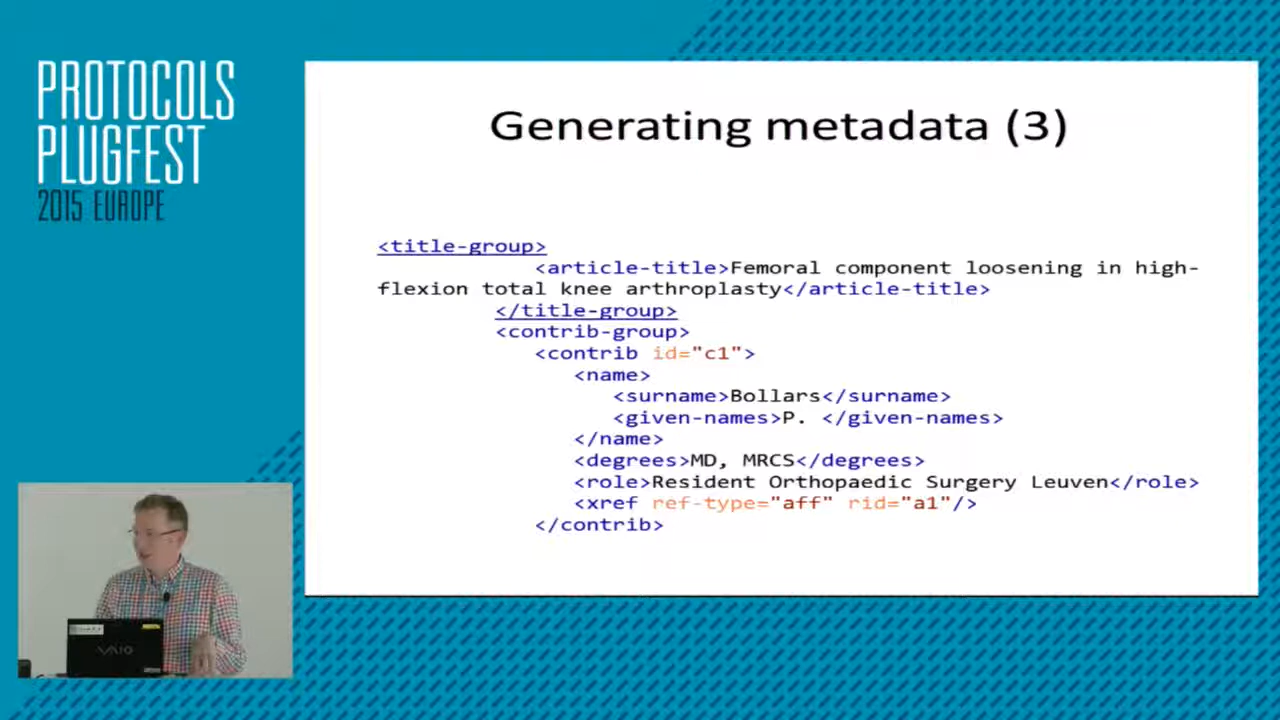 PROTOCOLS
PLUGFEST
2015 EUROPE
Generating metadata (3)
<title-group>
<article-title>Femoral component loosening in high-
flexion total knee arthroplasty</article-title>
</title-group>
<contrib-group>
<contrib id="c1">
<name>
<surname>Bollars</surname>
<given-names>P. </given-names>
</name>
<degrees>MD, MRCS</degrees>
<role>Resident Orthopaedic Surgery Leuven</role>
<xref ref-type="aff" rid="a1"/>
</contrib>
VAIO